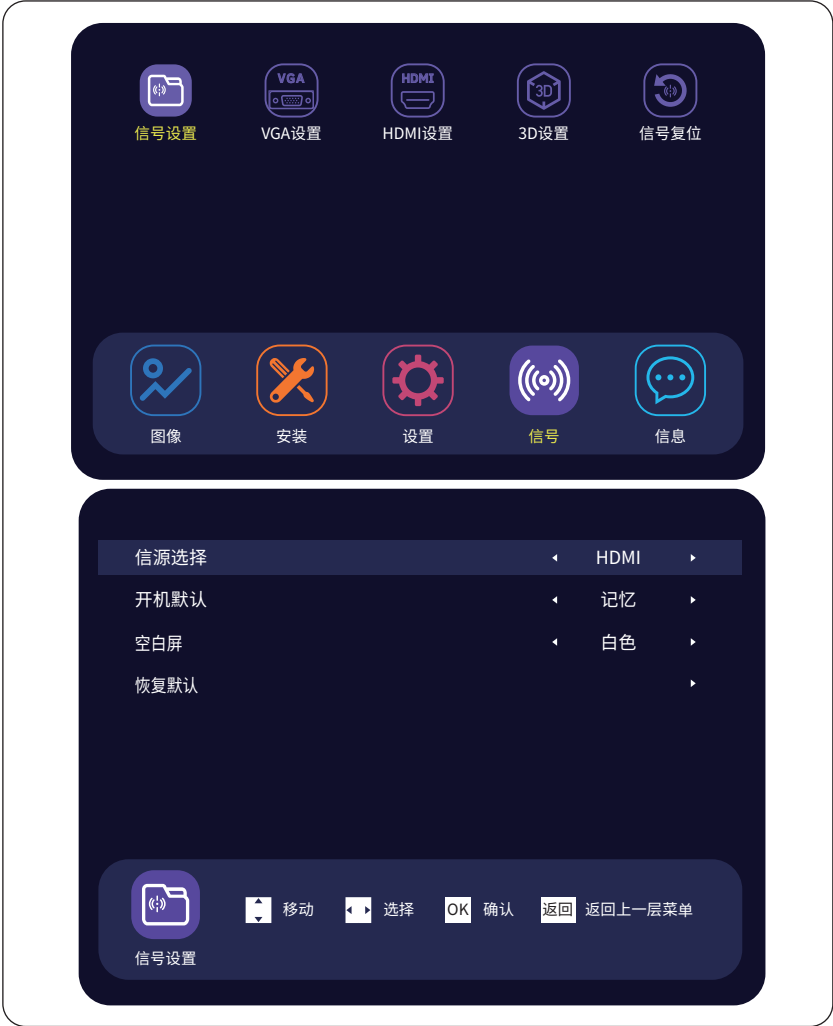 VGA HDMI 3D
信号设置 VGA设置 HDMI设置 3D设置 信号复位
图像 安装 设置 信号 信息
信源选择 HDMI
开机默认 记忆
空白屏 白色
恢复默认
移动 选择 OK 确认 返回 返回上一层菜单
信号设置